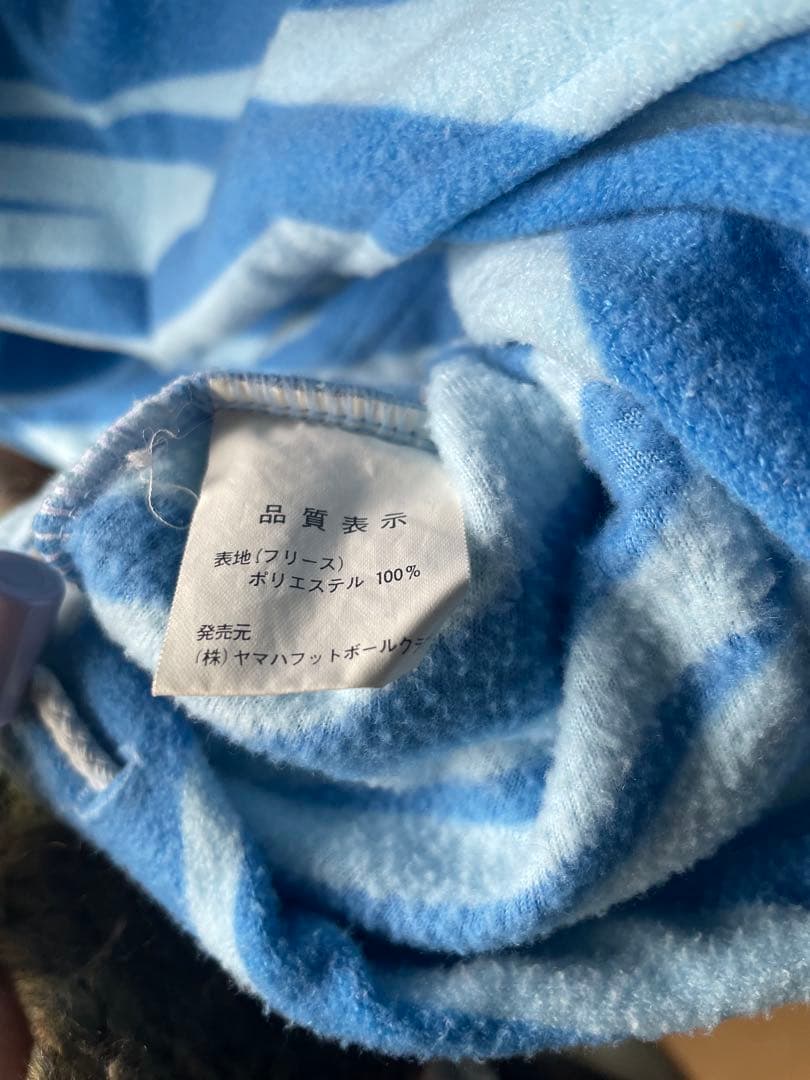 品質表示
表地(フリース)
ポリエステル 100%
発売元
(株)ヤマハフットボールク